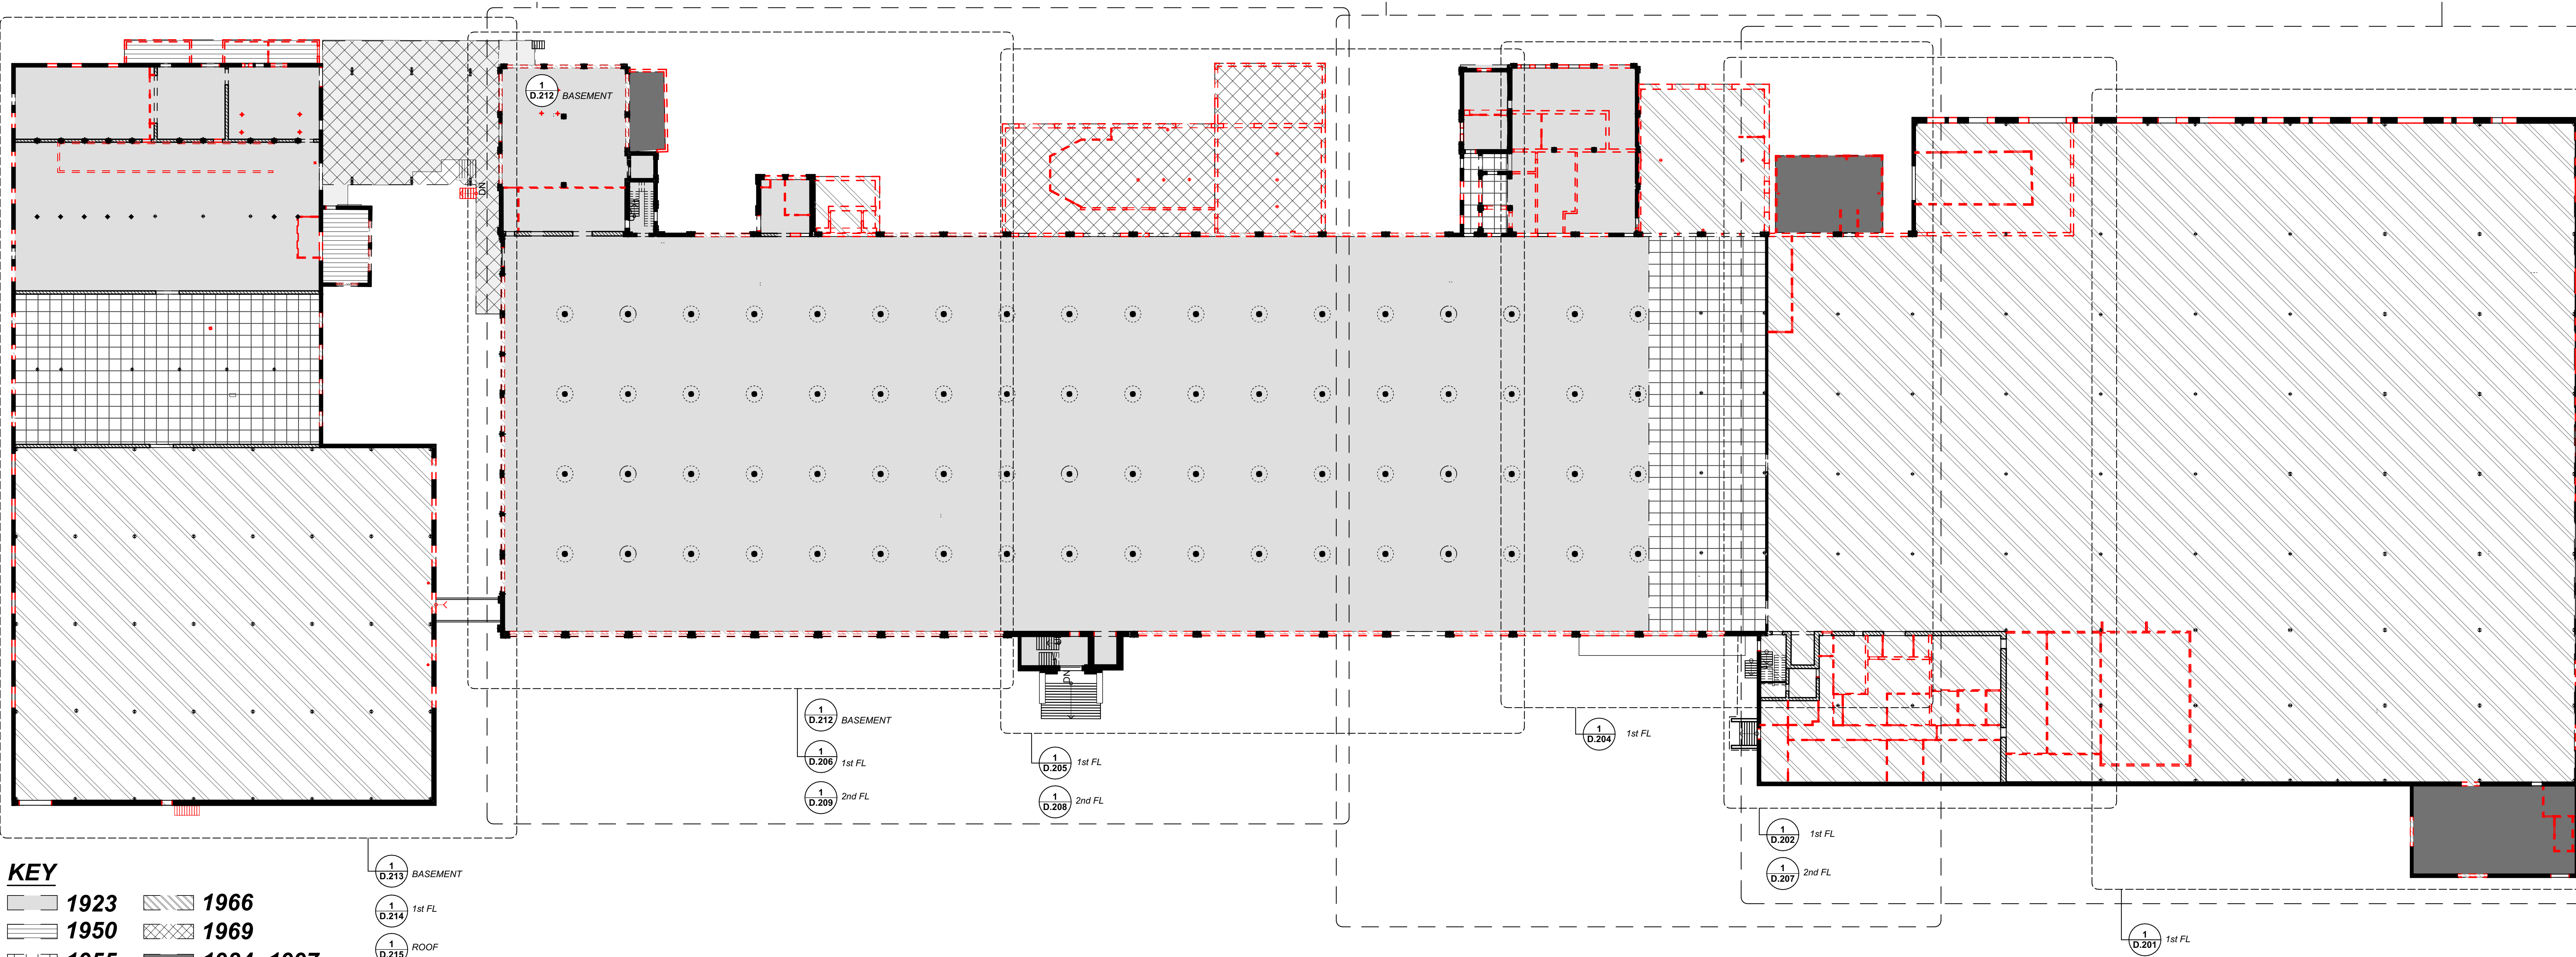 1
D.212 BASEMENT
DN
UP
DN
1
D.212 BASEMENT
1
D.206 1st FL
1
D.209 2nd FL
1
D.205 1st FL
1
D.208 2nd FL
1
D.204 1st FL
1
D.202 1st FL
1
D.207 2nd FL
1
D.201 1st FL
1
D.213 BASEMENT
1
D.214 1st FL
1
D.215 ROOF
KEY
1923 1966
1950 1969